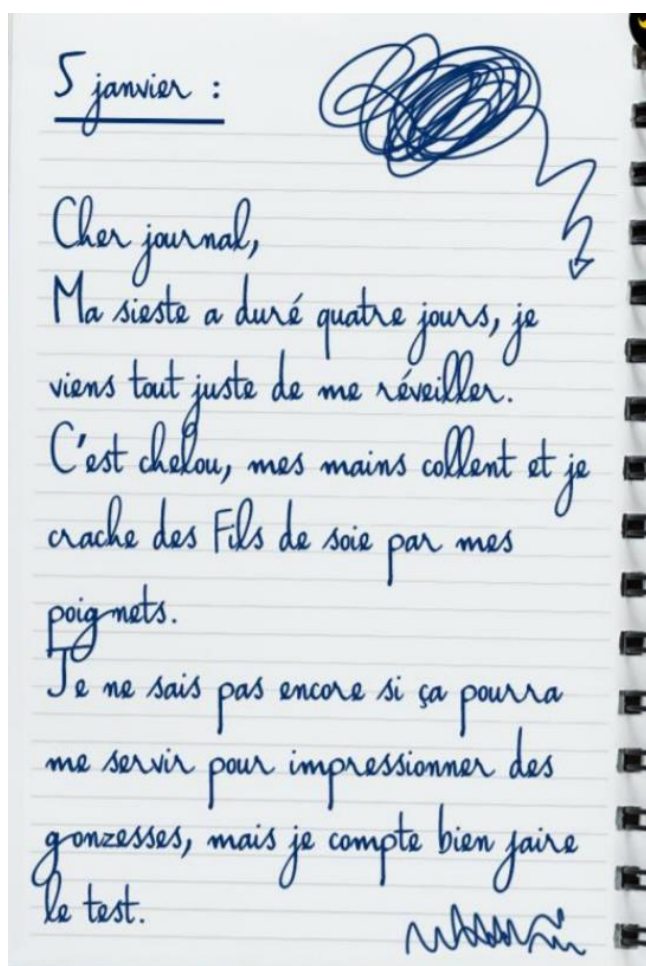 5 janvier :
Cher journal,
Ma sieste a duré quatre jours, je
viens tout juste de me réveiller.
C'est chelou, mes mains collent et je
crache des Fils de soie par mes
poignets.
Je ne sais pas encore si ça pourra
me servir pour impressionner des
gonzesses, mais je compte bien faire
le test.